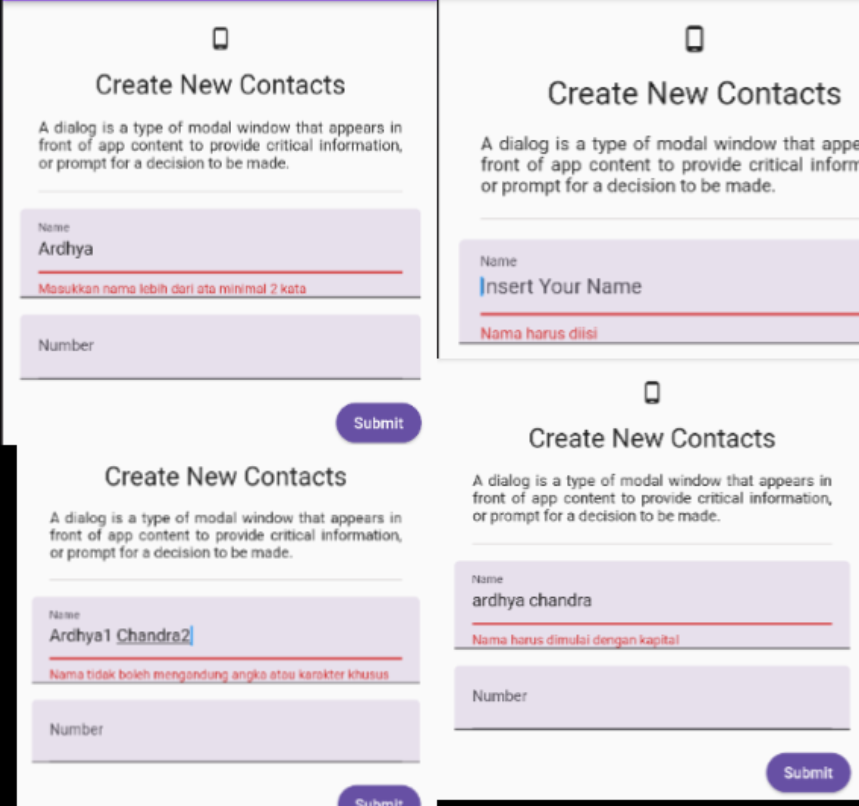 Create New Contacts
A dialog is a type of modal window that appears in
front of app content to provide critical information,
or prompt for a decision to be made.
Name
Ardhya
Masukkan nama lebih dari ata minimal 2 kata
Number
Submit
Create New Contacts
A dialog is a type of modal window that appe
front of app content to provide critical inform
or prompt for a decision to be made.
Name
Insert Your Name
Nama harus diisi
Create New Contacts
A dialog is a type of modal window that appears in
front of app content to provide critical information,
or prompt for a decision to be made.
Name
Ardhya1 Chandra2
Nama tidak boleh mengandung angka atau karakter khusus
Number
Submit
Create New Contacts
A dialog is a type of modal window that appears in
front of app content to provide critical information,
or prompt for a decision to be made.
Name
ardhya chandra
Nama harus dimulai dengan kapital
Number
Submit